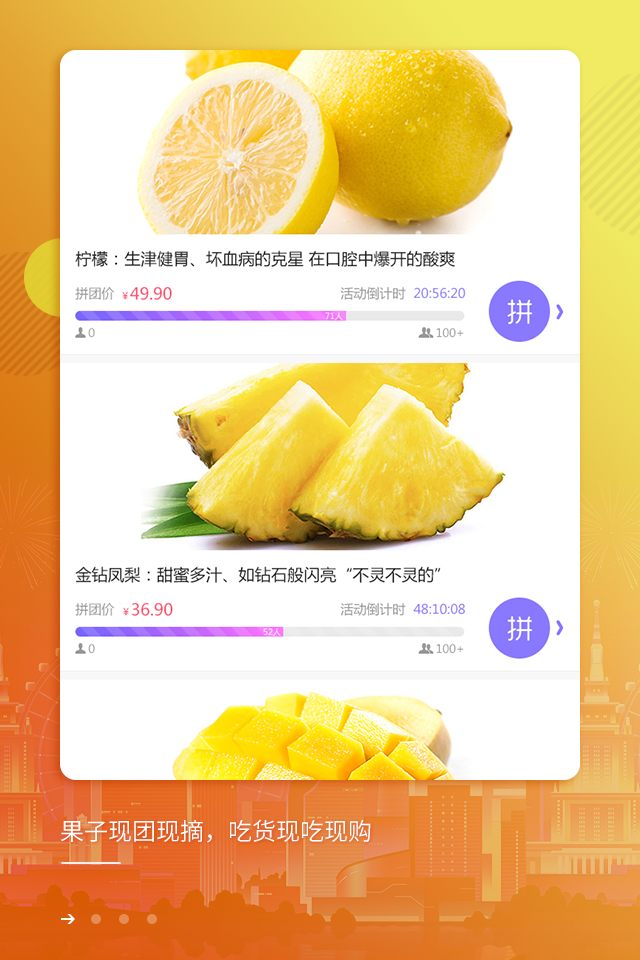 柠檬：生津健胃、坏血病的克星 在口腔中爆开的酸爽
拼团价 ¥49.90 活动倒计时 20:56:20
拼
71人
0 100+
金钻凤梨：甜蜜多汁、如钻石般闪亮“不灵不灵的”
拼团价 ¥36.90 活动倒计时 48:10:08
拼
52人
0 100+
果子现团现摘，吃货现吃现购